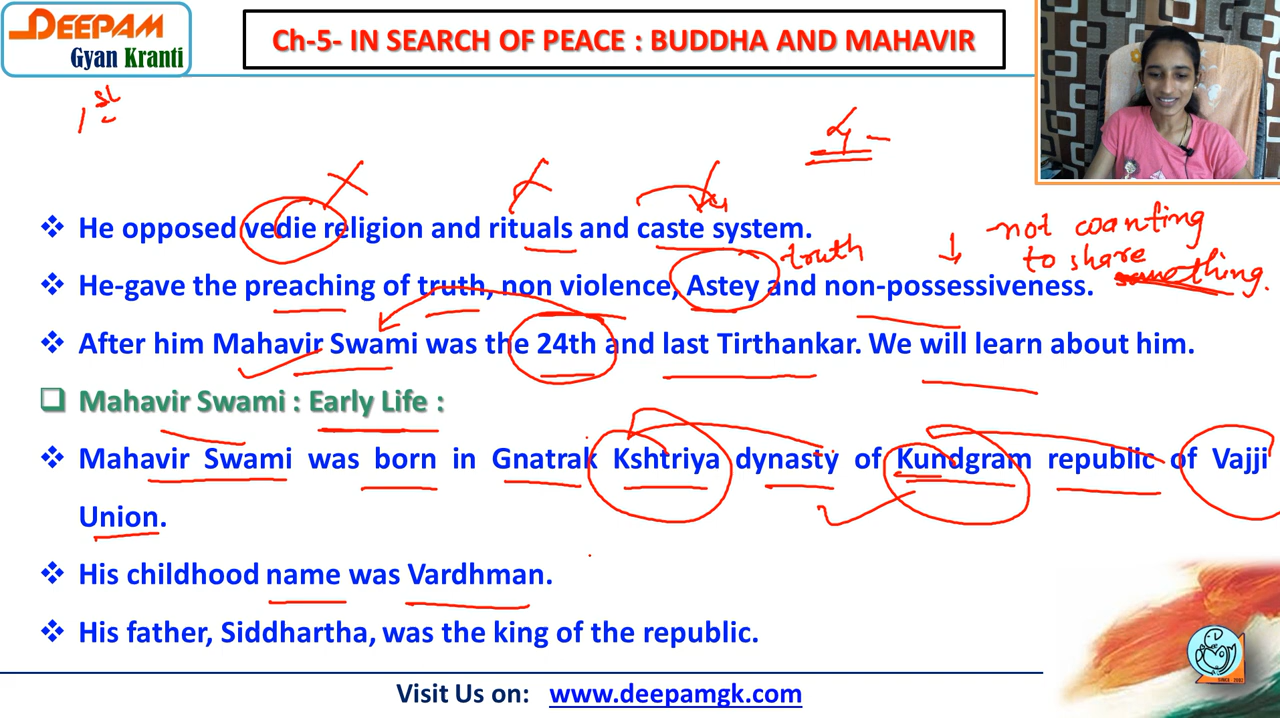 DEEPAM
Gyan Kranti
Ch-5- IN SEARCH OF PEACE : BUDDHA AND MAHAVIR
1st
❖ He opposed vedie religion and rituals and caste system.
not counting
to share
something.
truth
❖ He-gave the preaching of truth, non violence, Astey and non-possessiveness.
❖ After him Mahavir Swami was the 24th and last Tirthankar. We will learn about him.
❑ Mahavir Swami : Early Life :
❖ Mahavir Swami was born in Gnatrak Kshtriya dynasty of Kundgram republic of Vajji
Union.
❖ His childhood name was Vardhman.
❖ His father, Siddhartha, was the king of the republic.
Visit Us on: www.deepamgk.com